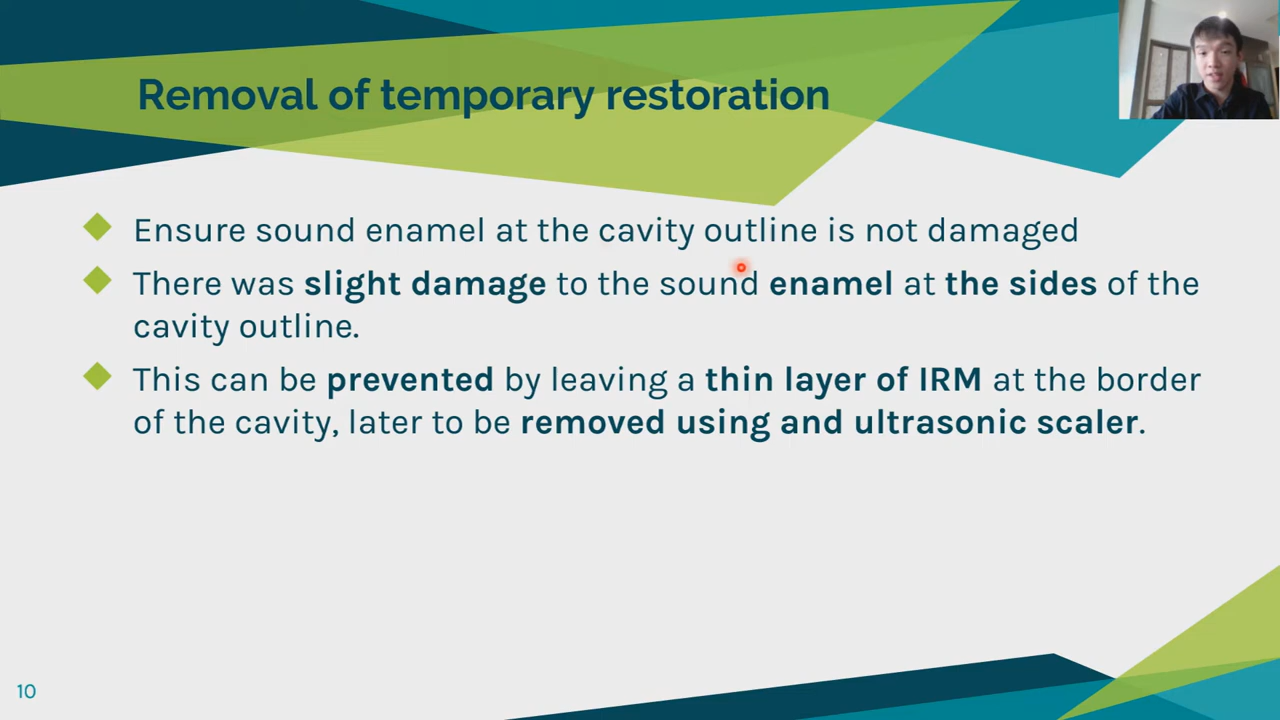 Removal of temporary restoration
Ensure sound enamel at the cavity outline is not damaged
There was slight damage to the sound enamel at the sides of the
cavity outline.
This can be prevented by leaving a thin layer of IRM at the border
of the cavity, later to be removed using and ultrasonic scaler.
10